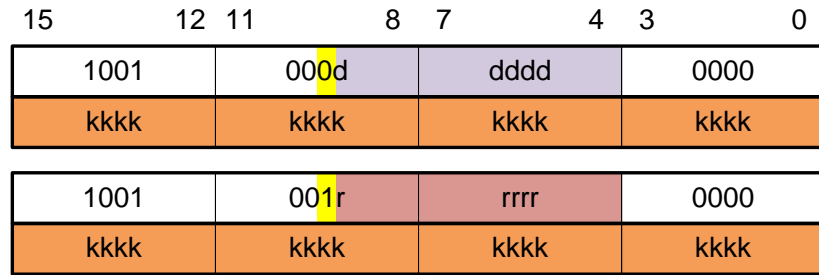 15 12 11 8 7 4 3 0
1001 000d dddd 0000
kkkk kkkk kkkk kkkk
1001 001r rrrr 0000
kkkk kkkk kkkk kkkk